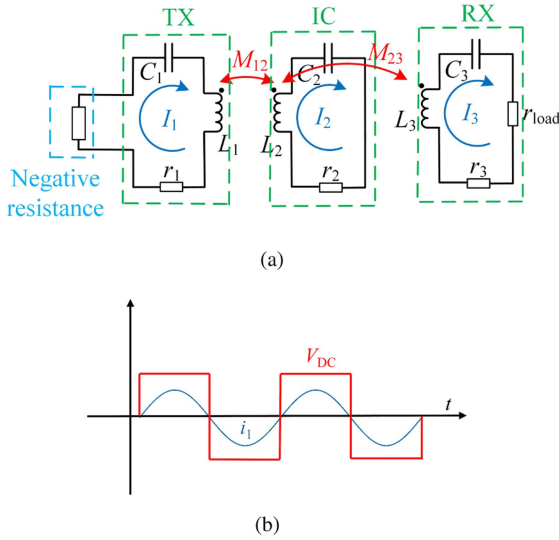 TX IC RX
M12 M23
C1 C2 C3
I1 I2 I3
L1 L2 L3 rload
Negative
resistance
r1 r2 r3
(a)
VDC
t
i1
(b)